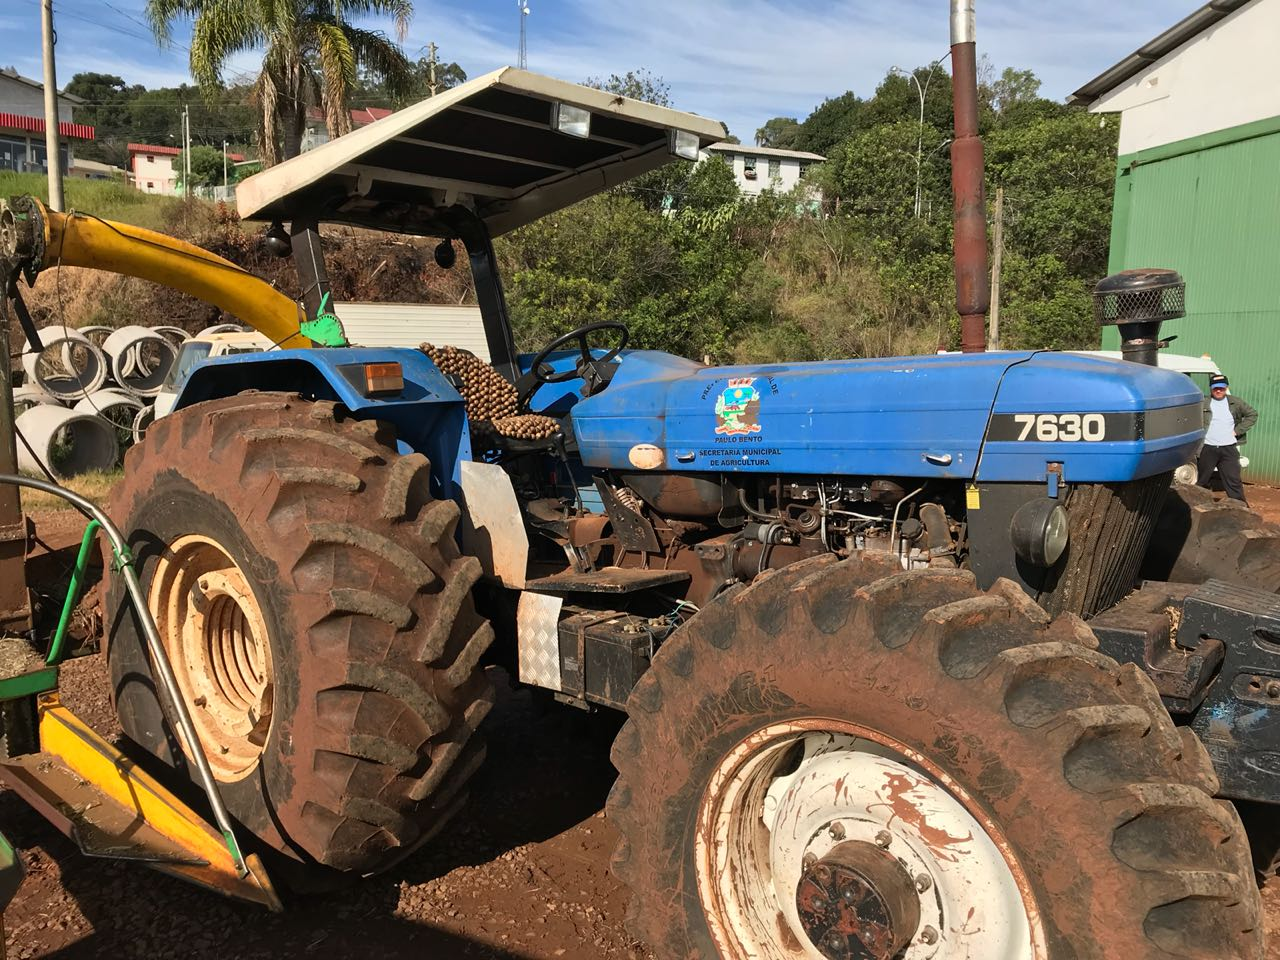 7630
PAULO BENTO
SECRETARIA MUNICIPAL
DE AGRICULTURA